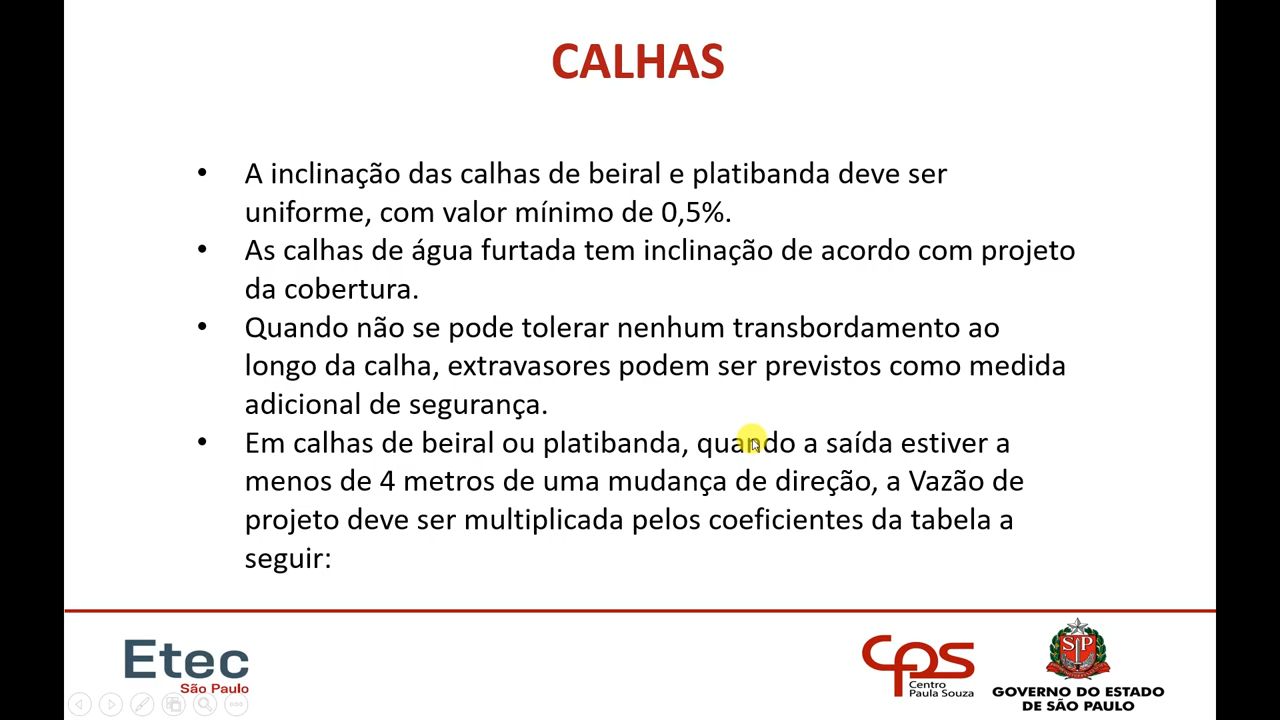 CALHAS
• A inclinação das calhas de beiral e platibanda deve ser
uniforme, com valor mínimo de 0,5%.
• As calhas de água furtada tem inclinação de acordo com projeto
da cobertura.
• Quando não se pode tolerar nenhum transbordamento ao
longo da calha, extravasores podem ser previstos como medida
adicional de segurança.
• Em calhas de beiral ou platibanda, quando a saída estiver a
menos de 4 metros de uma mudança de direção, a Vazão de
projeto deve ser multiplicada pelos coeficientes da tabela a
seguir:
Etec
São Paulo
cps
Centro
Paula Souza
SP
GOVERNO DO ESTADO
DE SÃO PAULO